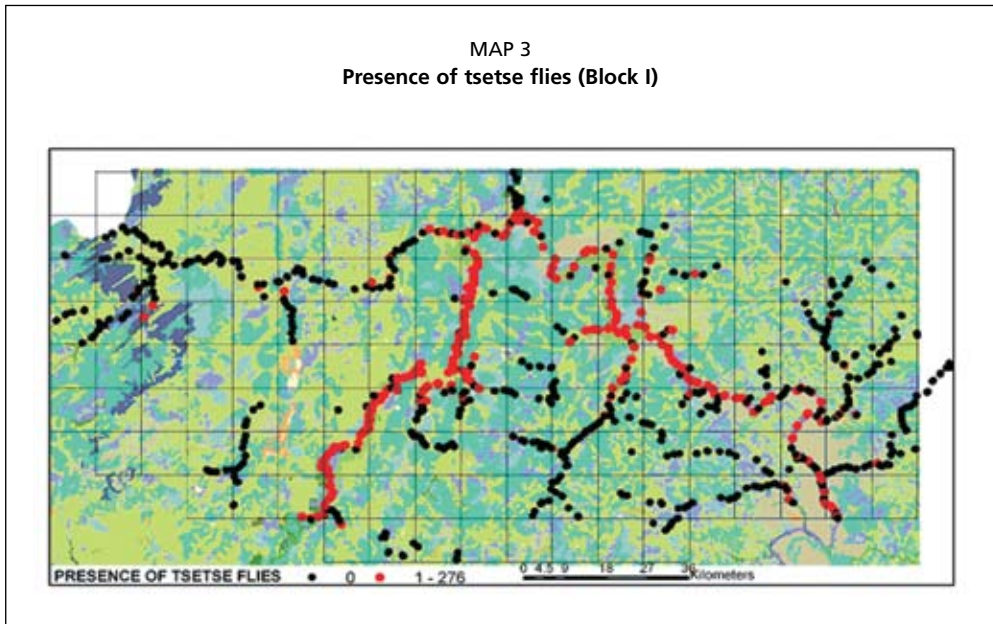 MAP 3
Presence of tsetse flies (Block I)
PRESENCE OF TSETSE FLIES 0 1 - 276 0 4.5 9 18 27 36 Kilometers